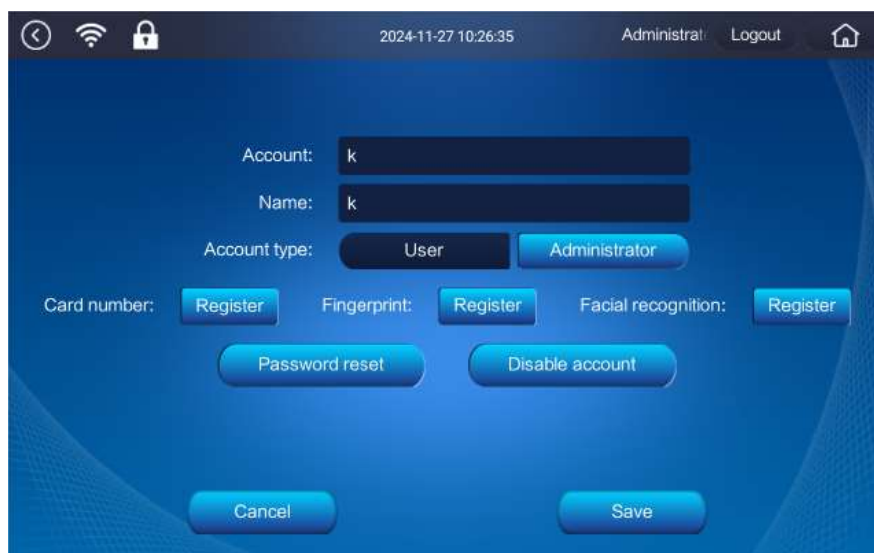 2024-11-27 10:26:35 Administrat Logout
Account: k
Name: k
Account type: User Administrator
Card number: Register Fingerprint: Register Facial recognition: Register
Password reset Disable account
Cancel Save